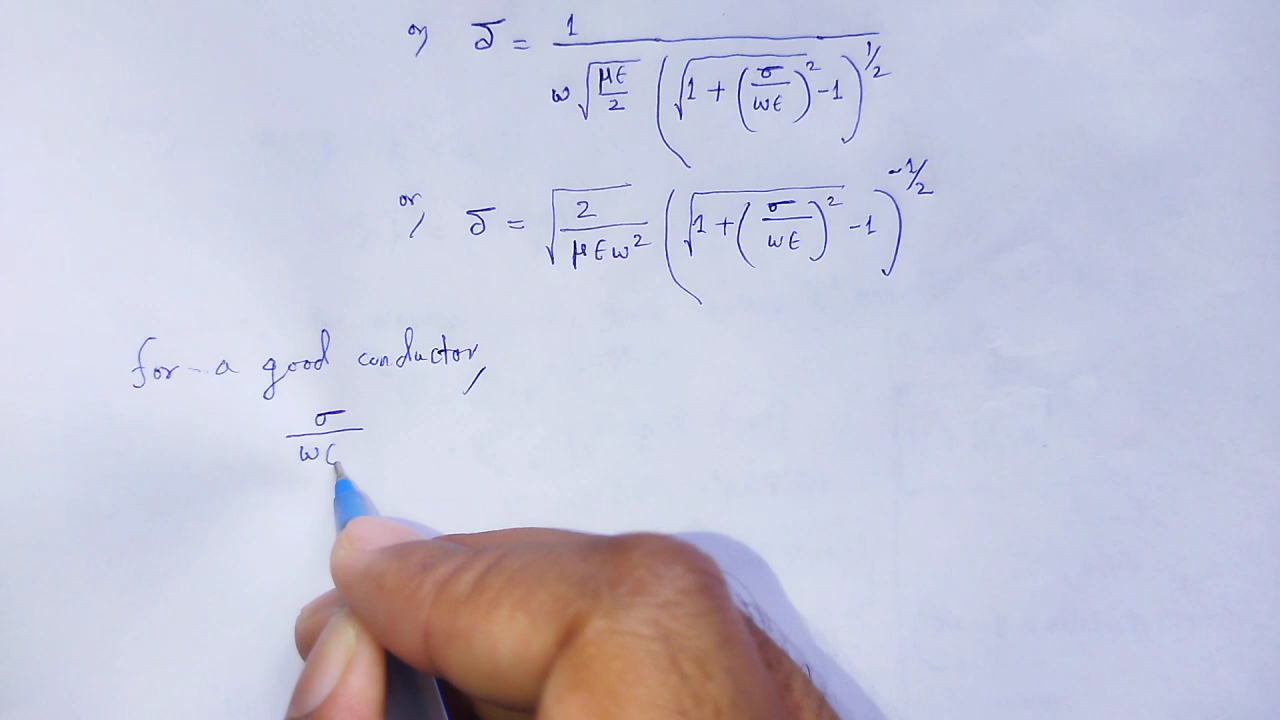 or, δ = 1 / ω √(με/2) (√(1 + (σ/ωε)²) - 1)^1/2
or, δ = √(2/μεω²) (√(1 + (σ/ωε)²) - 1)^-1/2
for a good conductor,
σ / ω